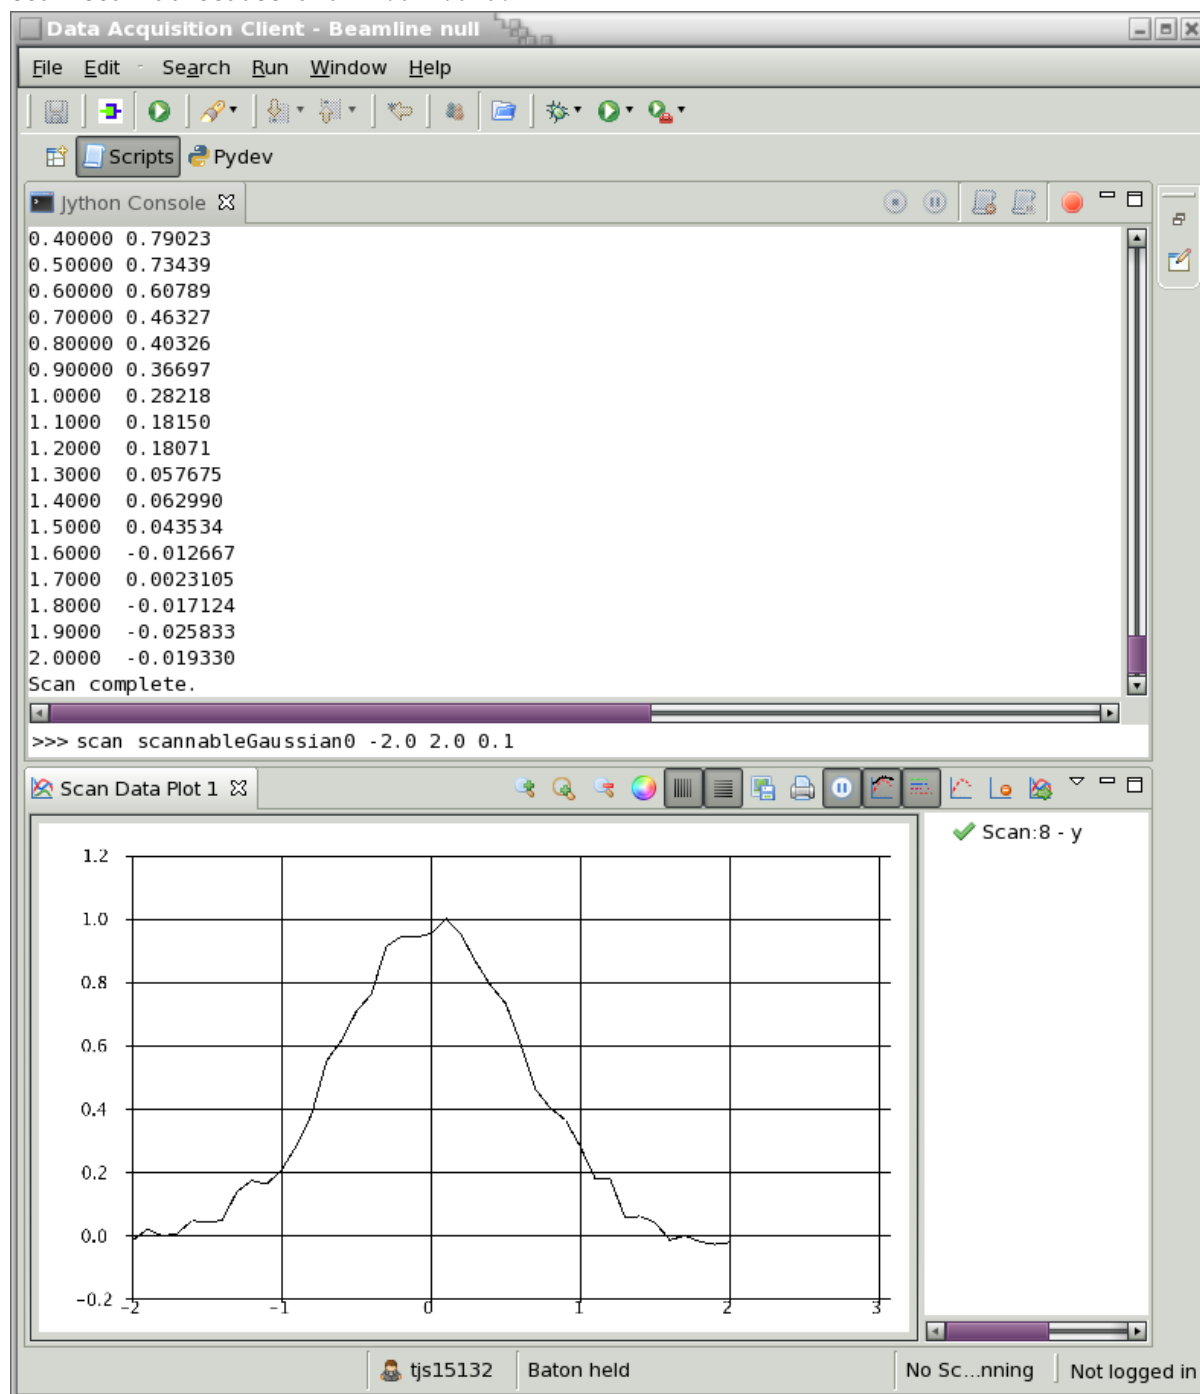 Data Acquisition Client - Beamline null
File Edit Search Run Window Help
Scripts Pydev
Jython Console
0.40000 0.79023
0.50000 0.73439
0.60000 0.60789
0.70000 0.46327
0.80000 0.40326
0.90000 0.36697
1.0000 0.28218
1.1000 0.18150
1.2000 0.18071
1.3000 0.057675
1.4000 0.062990
1.5000 0.043534
1.6000 -0.012667
1.7000 0.0023105
1.8000 -0.017124
1.9000 -0.025833
2.0000 -0.019330
Scan complete.
>>> scan scannableGaussian0 -2.0 2.0 0.1
Scan Data Plot 1
Scan:8 - y
1.2
1.0
0.8
0.6
0.4
0.2
0.0
-0.2
-2 -1 0 1 2 3
tjs15132 Baton held No Sc...nning Not logged in